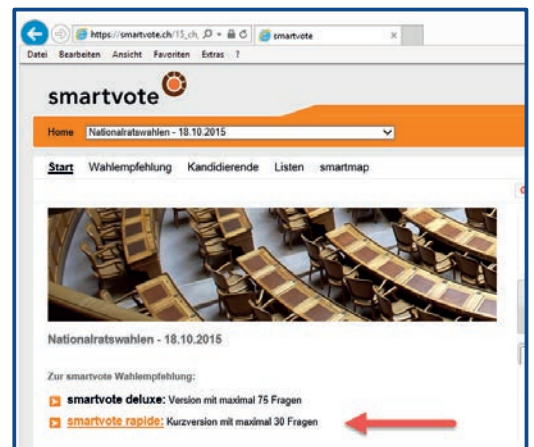 https://smartvote.ch/15_ch,
smartvote
Datei Bearbeiten Ansicht Favoriten Extras ?
smartvote
Home Nationalratswahlen - 18.10.2015
Start Wahlempfehlung Kandidierende Listen smartmap
Nationalratswahlen - 18.10.2015
Zur smartvote Wahlempfehlung:
smartvote deluxe: Version mit maximal 75 Fragen
smartvote rapide: Kurzversion mit maximal 30 Fragen